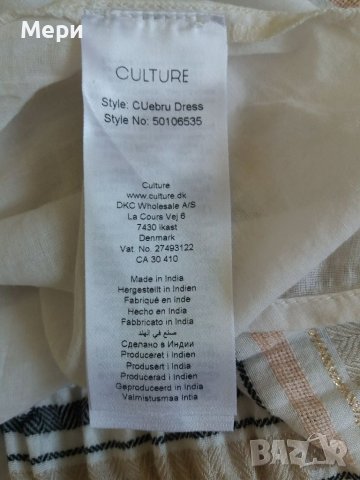 Мери
CULTURE
Style: CUebru Dress
Style No: 50106535
Culture
www.culture.dk
DKC Wholesale A/S
La Cours Vej 6
7430 Ikast
Denmark
Vat. No. 27493122
CA 30 410
Made in India
Hergestellt in Indien
Fabriqué en Inde
Hecho en India
Fabbricato in India
صنع في الهند
Сделано в Индии
Produceret i Indien
Produsert i India
Producerad i Indien
Geproduceerd in India
Valmistusmaa Intia
BAZAR